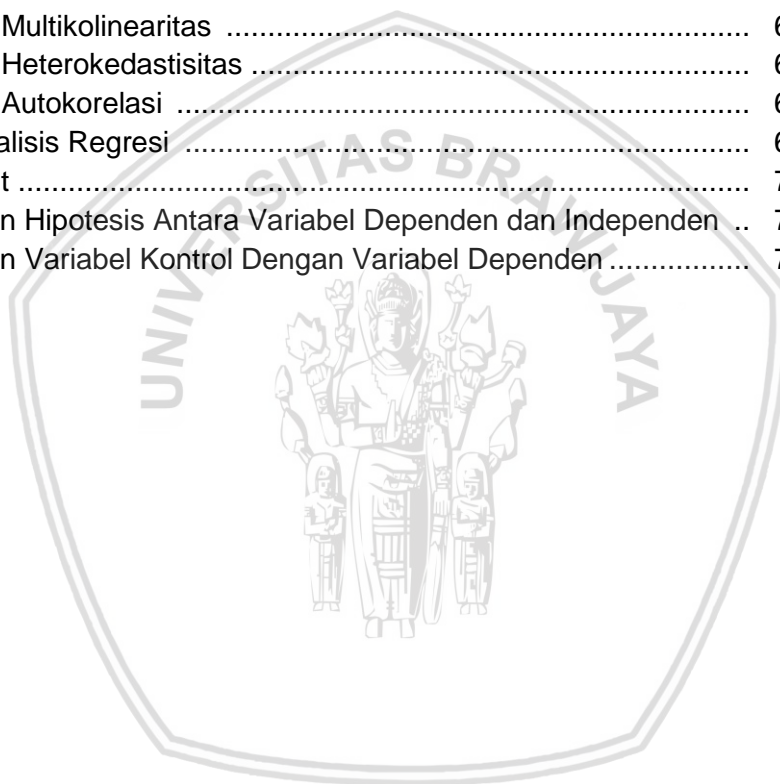 Multikolinearitas ............................................................... 6
Heterokedastisitas ............................................................ 6
Autokorelasi ..................................................................... 6
alisis Regresi .................................................................... 6
t ........................................................................................ 7
n Hipotesis Antara Variabel Dependen dan Independen .. 7
n Variabel Kontrol Dengan Variabel Dependen ................. 7
UNIVERSITAS BRAWIJAYA